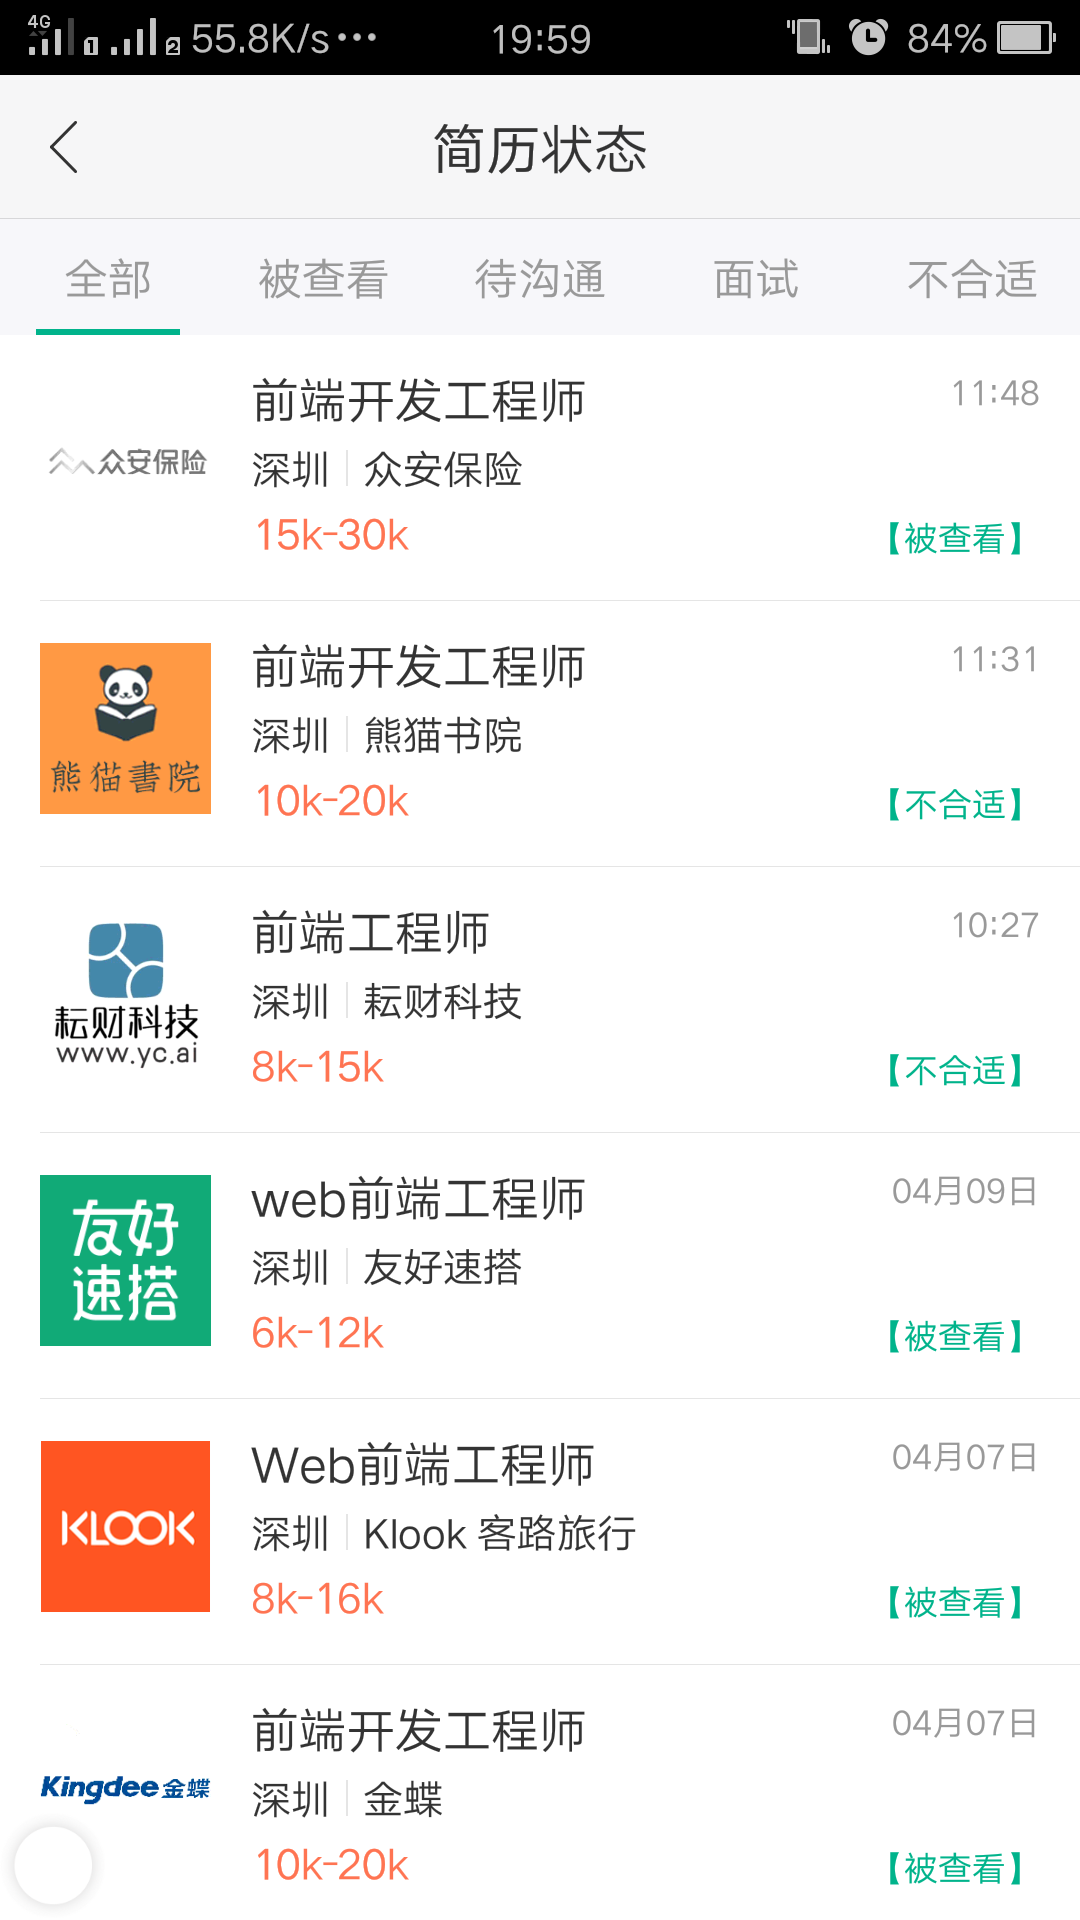 4G 1 2 55.8K/s··· 19:59 84%
简历状态
全部 被查看 待沟通 面试 不合适
前端开发工程师 11:48
众安保险
深圳 众安保险
15k-30k 【被查看】
前端开发工程师 11:31
深圳 熊猫书院
熊猫書院
10k-20k 【不合适】
前端工程师 10:27
深圳 耘财科技
耘财科技
www.yc.ai
8k-15k 【不合适】
web前端工程师 04月09日
友好
速搭
深圳 友好速搭
6k-12k 【被查看】
Web前端工程师 04月07日
KLOOK
深圳 Klook 客路旅行
8k-16k 【被查看】
前端开发工程师 04月07日
Kingdee金蝶
深圳 金蝶
10k-20k 【被查看】